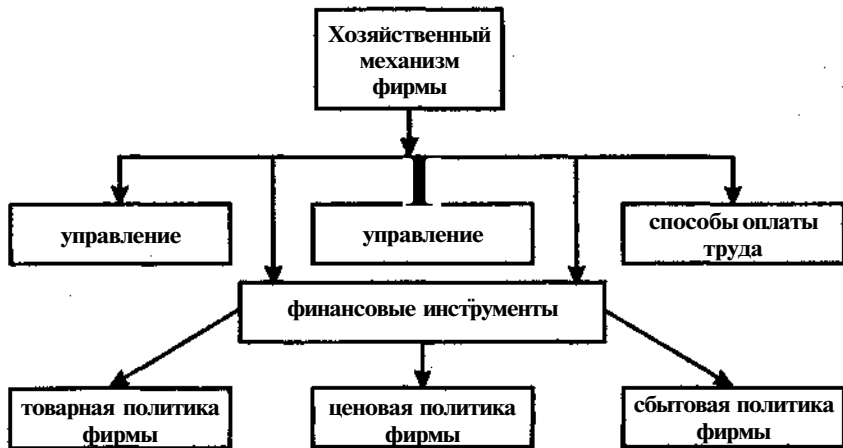 Хозяйственный
механизм
фирмы
управление
управление
способы оплаты
труда
финансовые инструменты
товарная политика
фирмы
ценовая политика
фирмы
сбытовая политика
фирмы